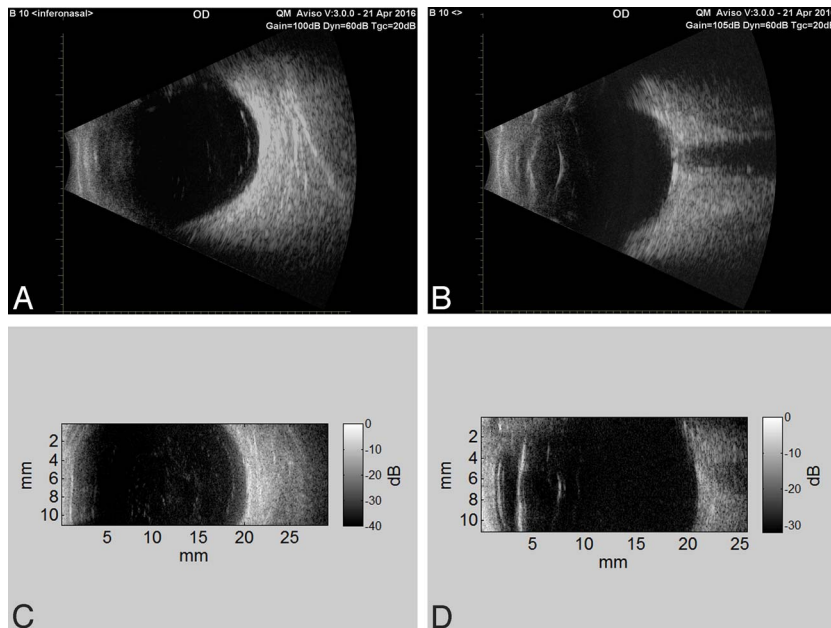 B 10 <inferonasal> OD QM Aviso V:3.0.0 - 21 Apr 2016
Gain=100dB Dyn=60dB Tgc=20dB
A
B 10 <> OD QM Aviso V:3.0.0 - 21 Apr 201
Gain=105dB Dyn=60dB Tgc=20dB
B
2
4
6
8
10
mm
5 10 15 20 25
mm
0
-10
-20
-30
-40
dB
C
2
4
6
8
10
mm
5 10 15 20 25
mm
0
-10
-20
-30
dB
D